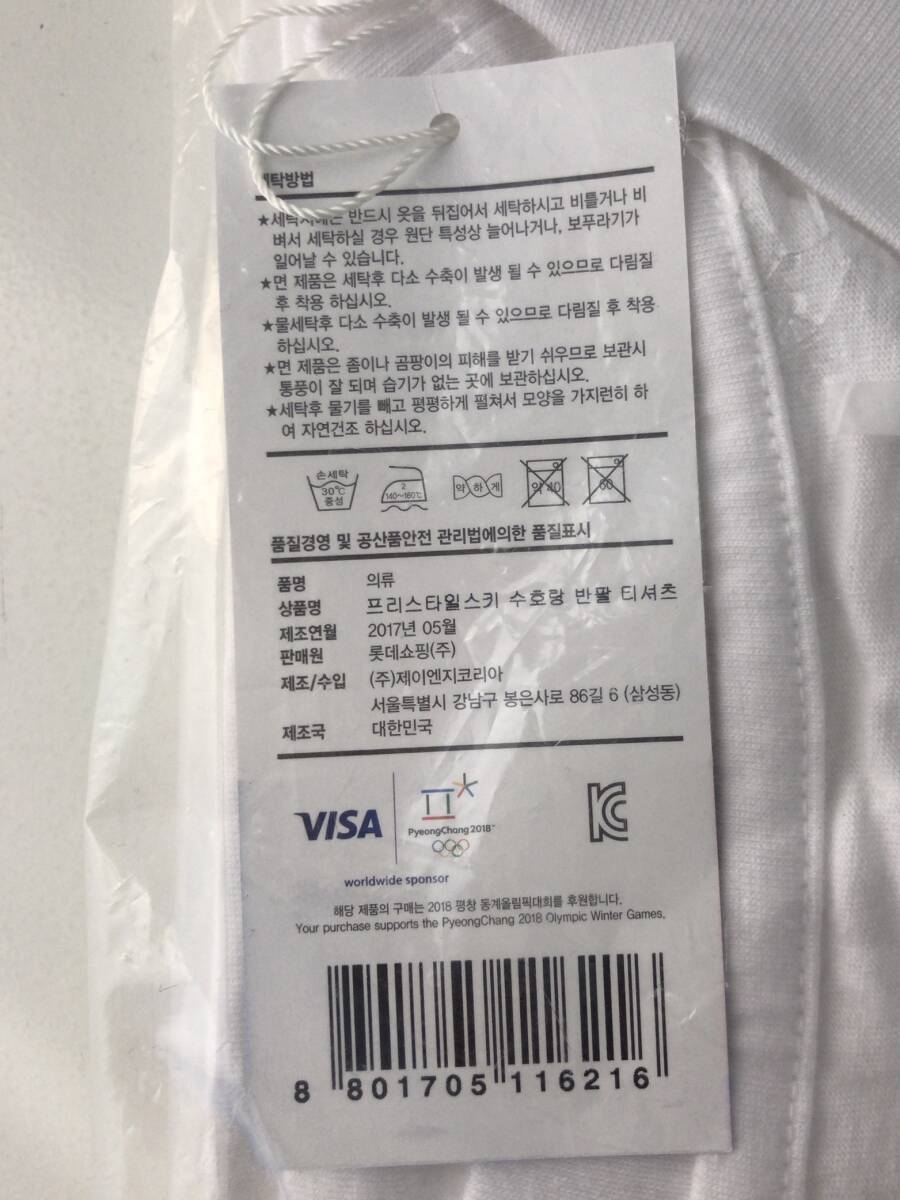 세탁방법
★세탁시에는 반드시 옷을 뒤집어서 세탁하시고 비틀거나 비
벼서 세탁하실 경우 원단 특성상 늘어나거나, 보푸라기가
일어날 수 있습니다.
★면 제품은 세탁후 다소 수축이 발생 될 수 있으므로 다림질
후 착용 하십시오.
★물세탁후 다소 수축이 발생 될 수 있으므로 다림질 후 착용
하십시오.
★면 제품은 좀이나 곰팡이의 피해를 받기 쉬우므로 보관시
통풍이 잘 되며 습기가 없는 곳에 보관하십시오.
★세탁후 물기를 빼고 평평하게 펼쳐서 모양을 가지런히 하
여 자연건조 하십시오.
손세탁 30℃ 중성
2 140~160℃
약하게
약 40
60
품질경영 및 공산품안전 관리법에의한 품질표시
품명 의류
상품명 프리스타일스키 수호랑 반팔 티셔츠
제조연월 2017년 05월
판매원 롯데쇼핑(주)
제조/수입 (주)제이엔지코리아
서울특별시 강남구 봉은사로 86길 6 (삼성동)
제조국 대한민국
VISA
PyeongChang 2018™
worldwide sponsor
해당 제품의 구매는 2018 평창 동계올림픽대회를 후원합니다.
Your purchase supports the PyeongChang 2018 Olympic Winter Games.
8 801705 116216